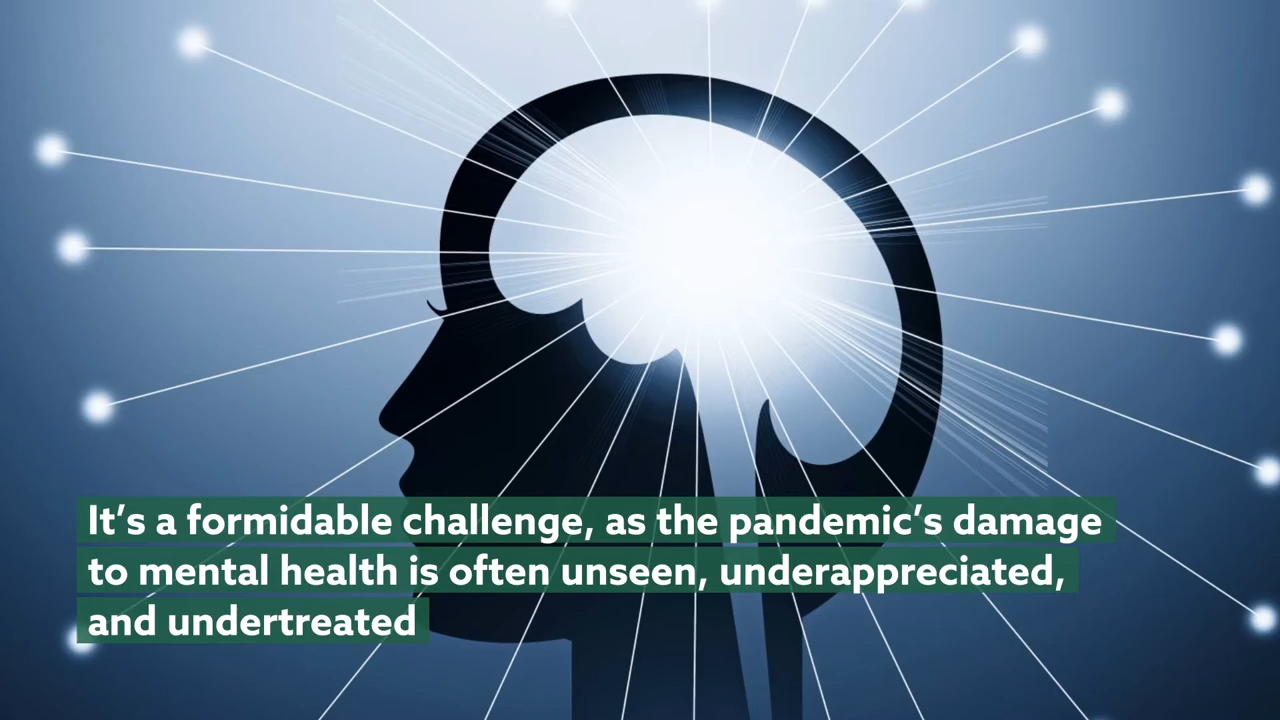 It’s a formidable challenge, as the pandemic’s damage
to mental health is often unseen, underappreciated,
and undertreated